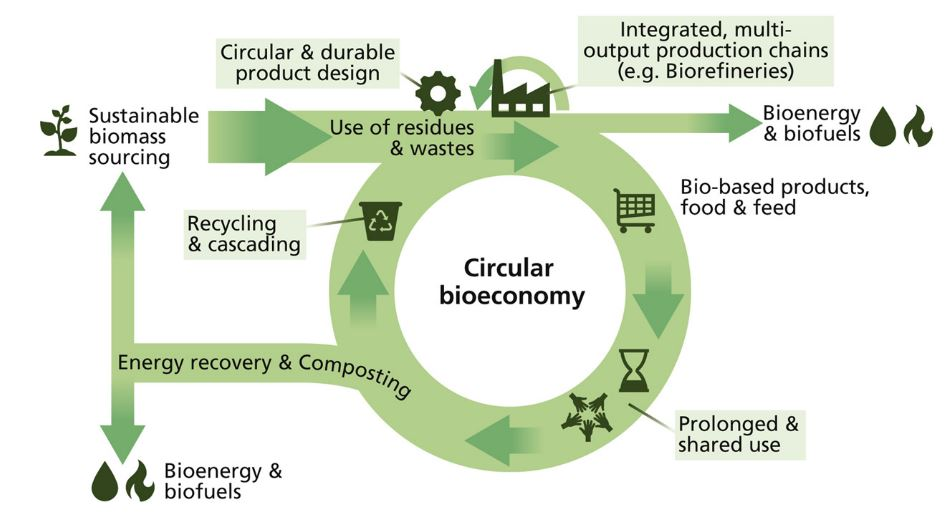 Circular & durable
product design
Integrated, multi-
output production chains
(e.g. Biorefineries)
Sustainable
biomass
sourcing
Use of residues
& wastes
Bioenergy
& biofuels
Bio-based products,
food & feed
Recycling
& cascading
Circular
bioeconomy
Energy recovery & Composting
Prolonged &
shared use
Bioenergy &
biofuels